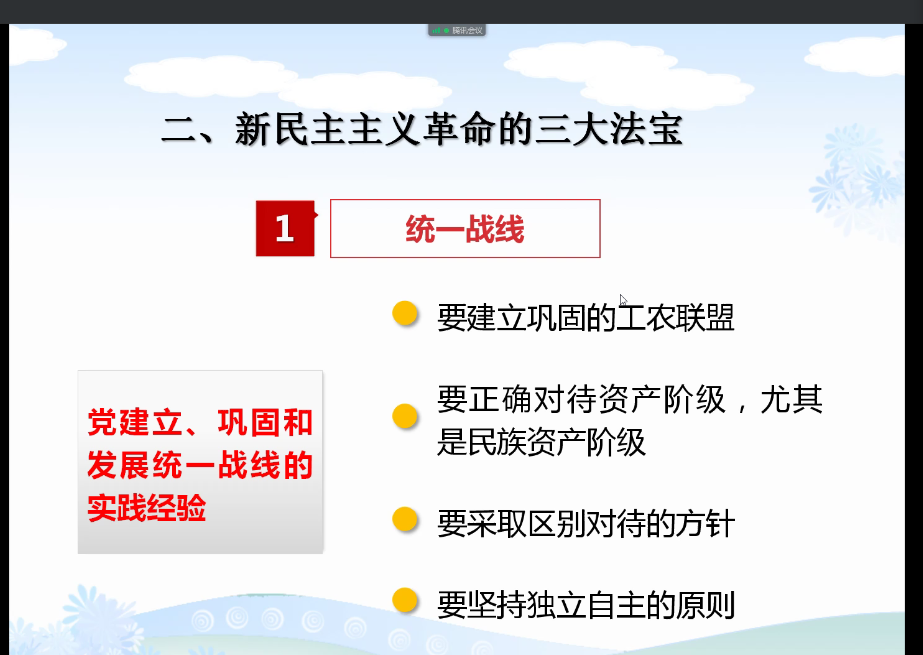 腾讯会议
二、新民主主义革命的三大法宝
1
统一战线
要建立巩固的工农联盟
要正确对待资产阶级，尤其
是民族资产阶级
党建立、巩固和
发展统一战线的
实践经验
要采取区别对待的方针
要坚持独立自主的原则